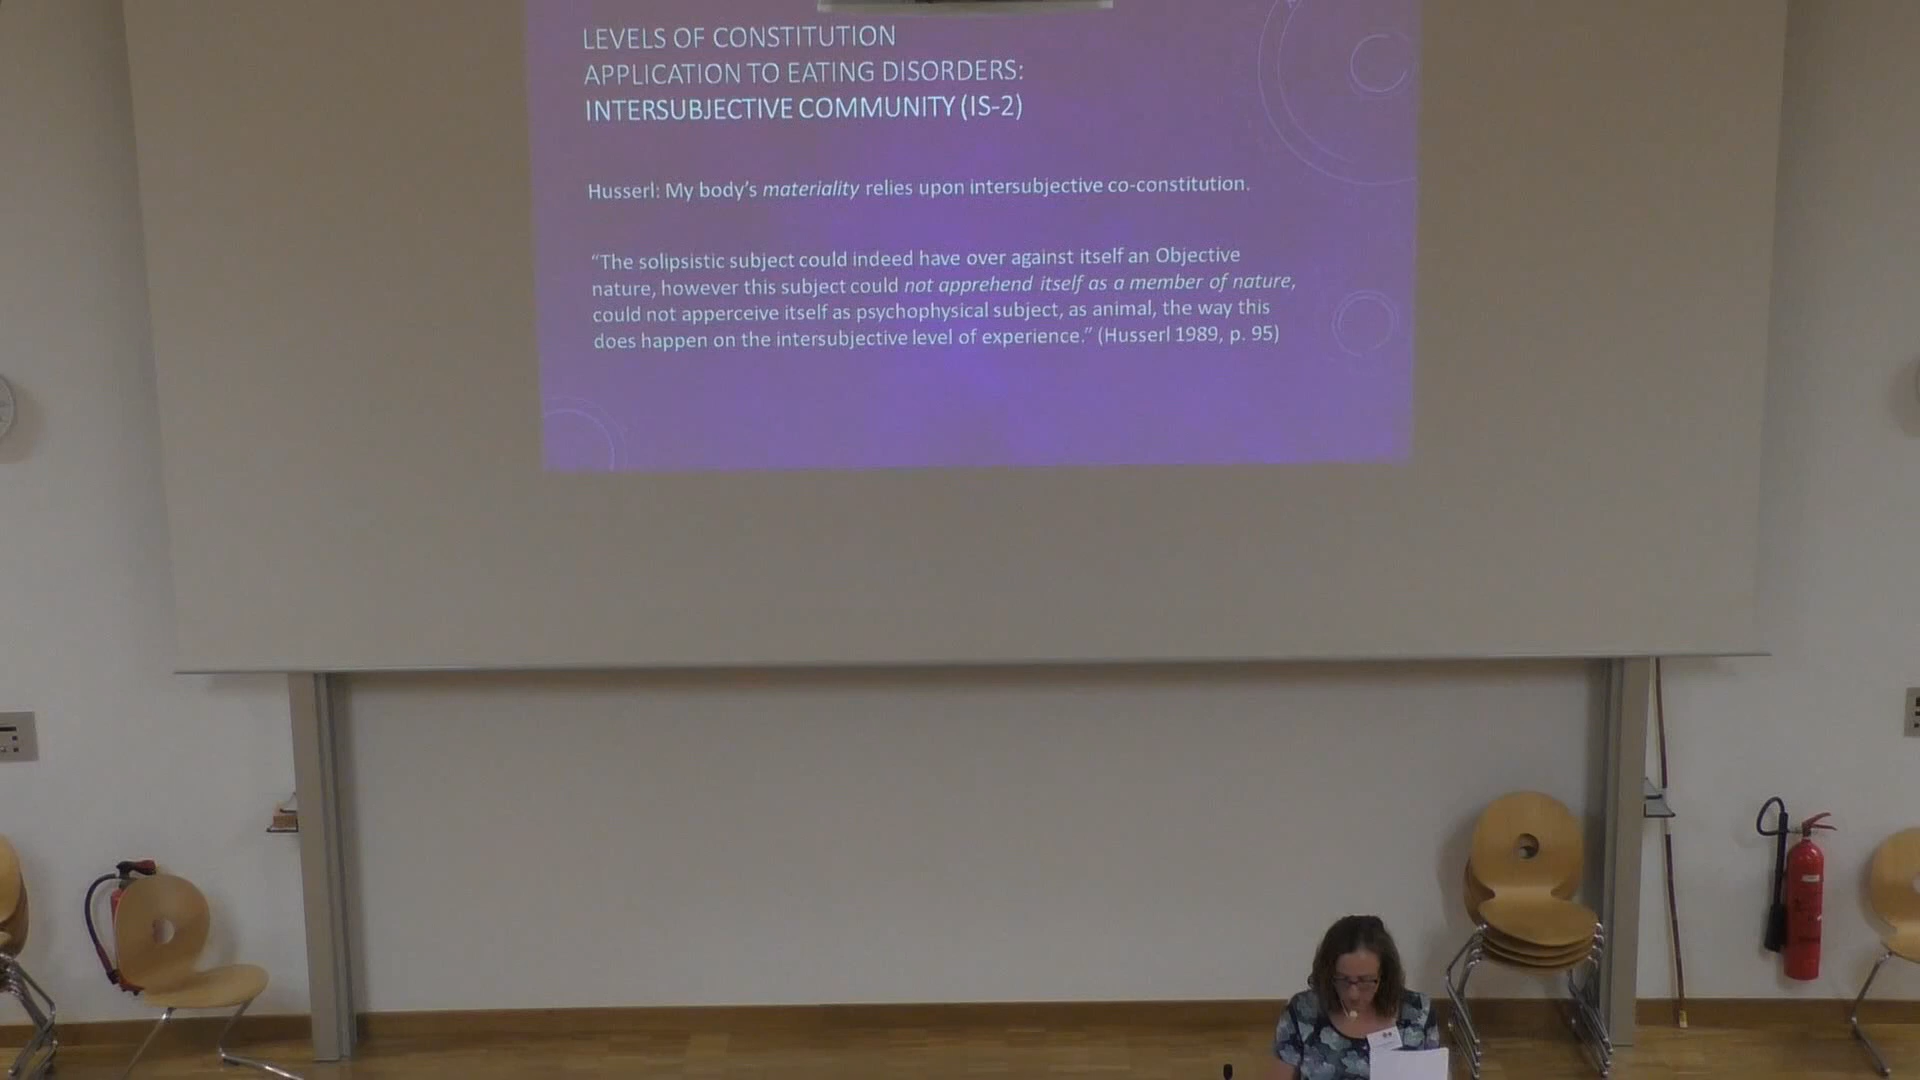 LEVELS OF CONSTITUTION
APPLICATION TO EATING DISORDERS:
INTERSUBJECTIVE COMMUNITY (IS-2)
Husserl: My body's materiality relies upon intersubjective co-constitution.
“The solipsistic subject could indeed have over against itself an Objective
nature, however this subject could not apprehend itself as a member of nature,
could not apperceive itself as psychophysical subject, as animal, the way this
does happen on the intersubjective level of experience.” (Husserl 1989, p. 95)